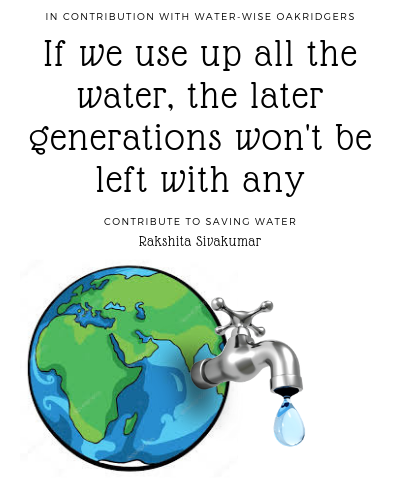 IN CONTRIBUTION WITH WATER-WISE OAKRIDGERS
If we use up all the
water, the later
generations won't be
left with any
CONTRIBUTE TO SAVING WATER
Rakshita Sivakumar